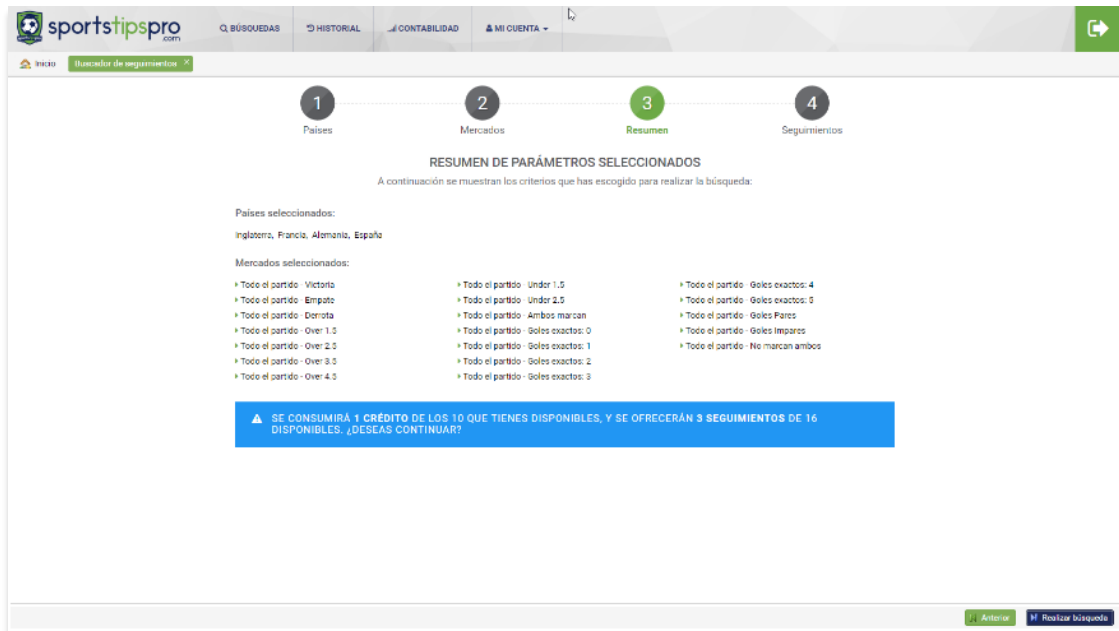 sportstipspro
.com
BÚSQUEDAS
HISTORIAL
CONTABILIDAD
MI CUENTA
Inicio
Buscador de seguimientos
1
2
3
4
Países
Mercados
Resumen
Seguimientos
RESUMEN DE PARÁMETROS SELECCIONADOS
A continuación se muestran los criterios que has escogido para realizar la búsqueda:
Países seleccionados:
Inglaterra, Francia, Alemania, España
Mercados seleccionados:
Todo el partido - Victoria
Todo el partido - Empate
Todo el partido - Derrota
Todo el partido - Over 1.5
Todo el partido - Over 2.5
Todo el partido - Over 3.5
Todo el partido - Over 4.5
Todo el partido - Under 1.5
Todo el partido - Under 2.5
Todo el partido - Ambos marcan
Todo el partido - Goles exactos: 0
Todo el partido - Goles exactos: 1
Todo el partido - Goles exactos: 2
Todo el partido - Goles exactos: 3
Todo el partido - Goles exactos: 4
Todo el partido - Goles exactos: 5
Todo el partido - Goles Pares
Todo el partido - Goles Impares
Todo el partido - No marcan ambos
SE CONSUMIRÁ 1 CRÉDITO DE LOS 10 QUE TIENES DISPONIBLES, Y SE OFRECERÁN 3 SEGUIMIENTOS DE 16
DISPONIBLES. ¿DESEAS CONTINUAR?
Anterior
Realizar búsqueda